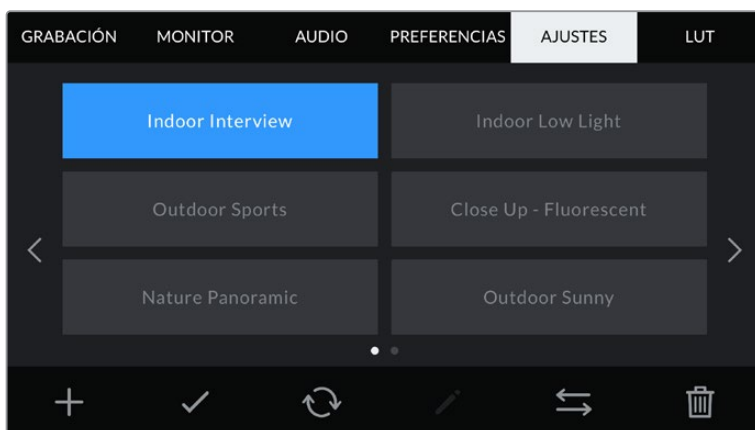 GRABACIÓN MONITOR AUDIO PREFERENCIAS AJUSTES LUT
Indoor Interview Indoor Low Light
Outdoor Sports Close Up - Fluorescent
Nature Panoramic Outdoor Sunny